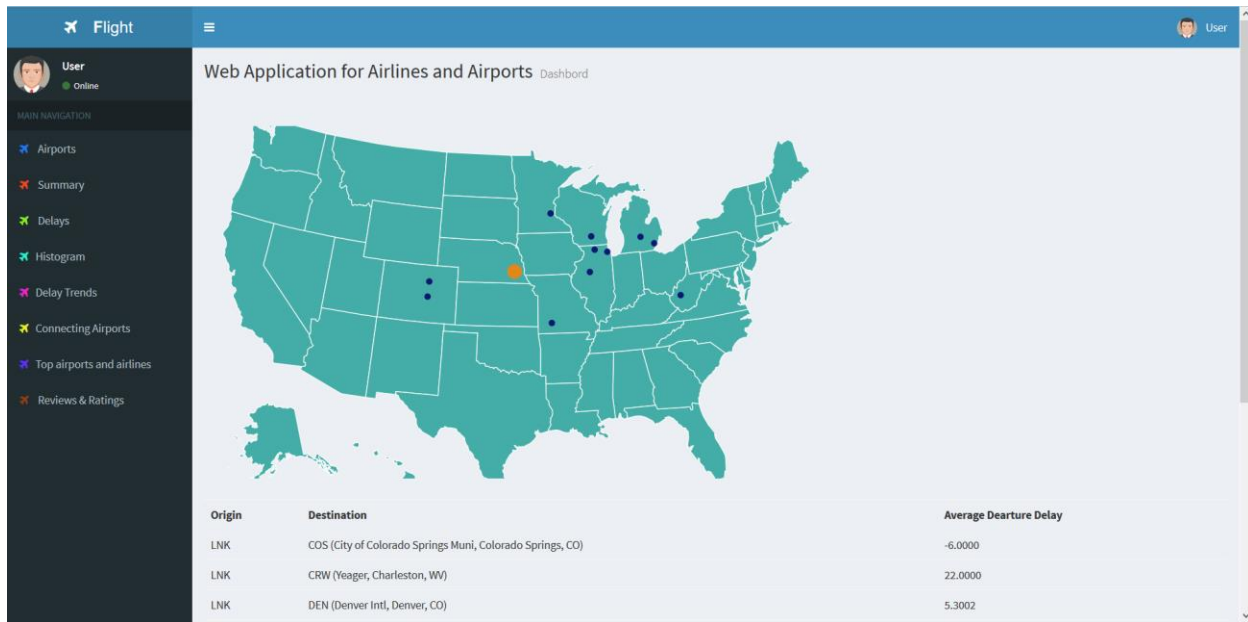 Flight
User
User
Online
Web Application for Airlines and Airports Dashbord
MAIN NAVIGATION
Airports
Summary
Delays
Histogram
Delay Trends
Connecting Airports
Top airports and airlines
Reviews & Ratings
Origin Destination Average Dearture Delay
LNK COS (City of Colorado Springs Muni, Colorado Springs, CO) -6.0000
LNK CRW (Yeager, Charleston, WV) 22.0000
LNK DEN (Denver Intl, Denver, CO) 5.3002